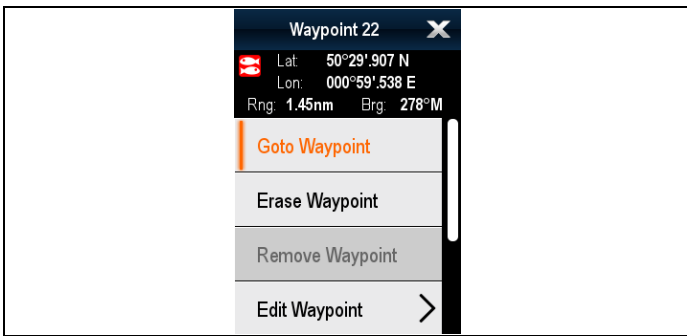 Waypoint 22
Lat: 50°29'.907 N
Lon: 000°59'.538 E
Rng: 1.45nm Brg: 278°M
Goto Waypoint
Erase Waypoint
Remove Waypoint
Edit Waypoint